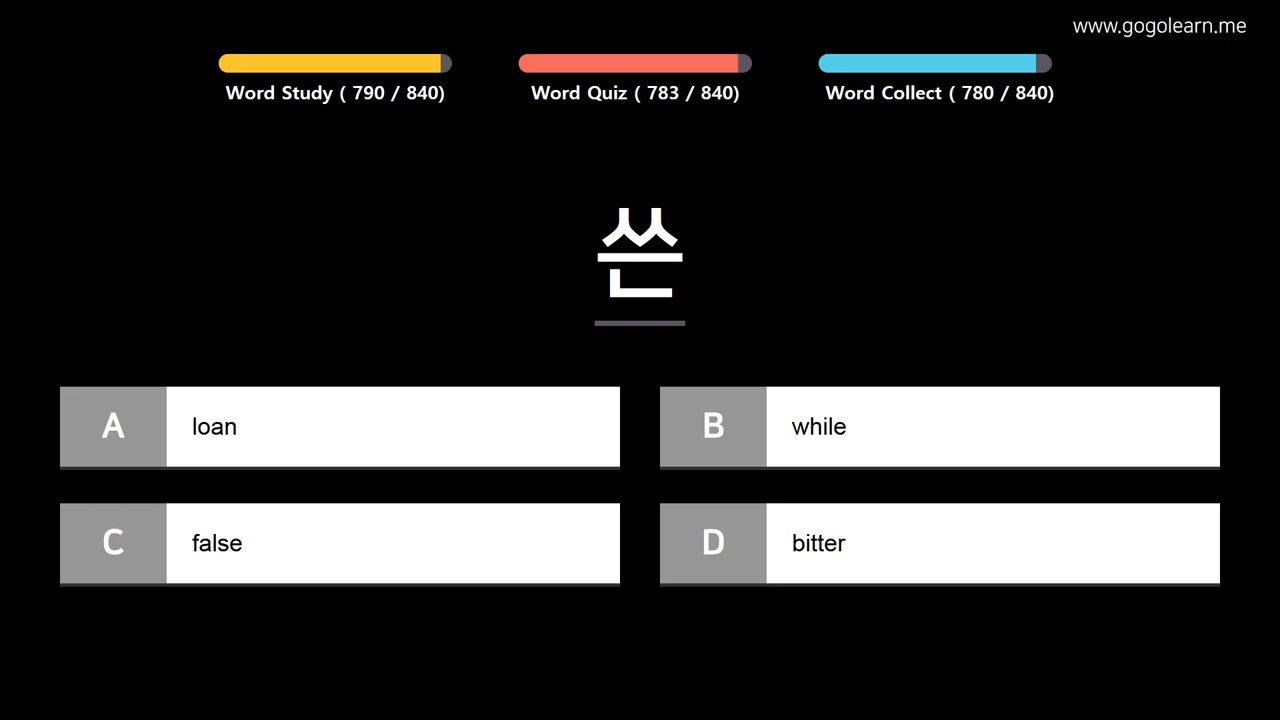 www.gogolearn.me
Word Study ( 790 / 840)
Word Quiz ( 783 / 840)
Word Collect ( 780 / 840)
쓴
A loan
B while
C false
D bitter